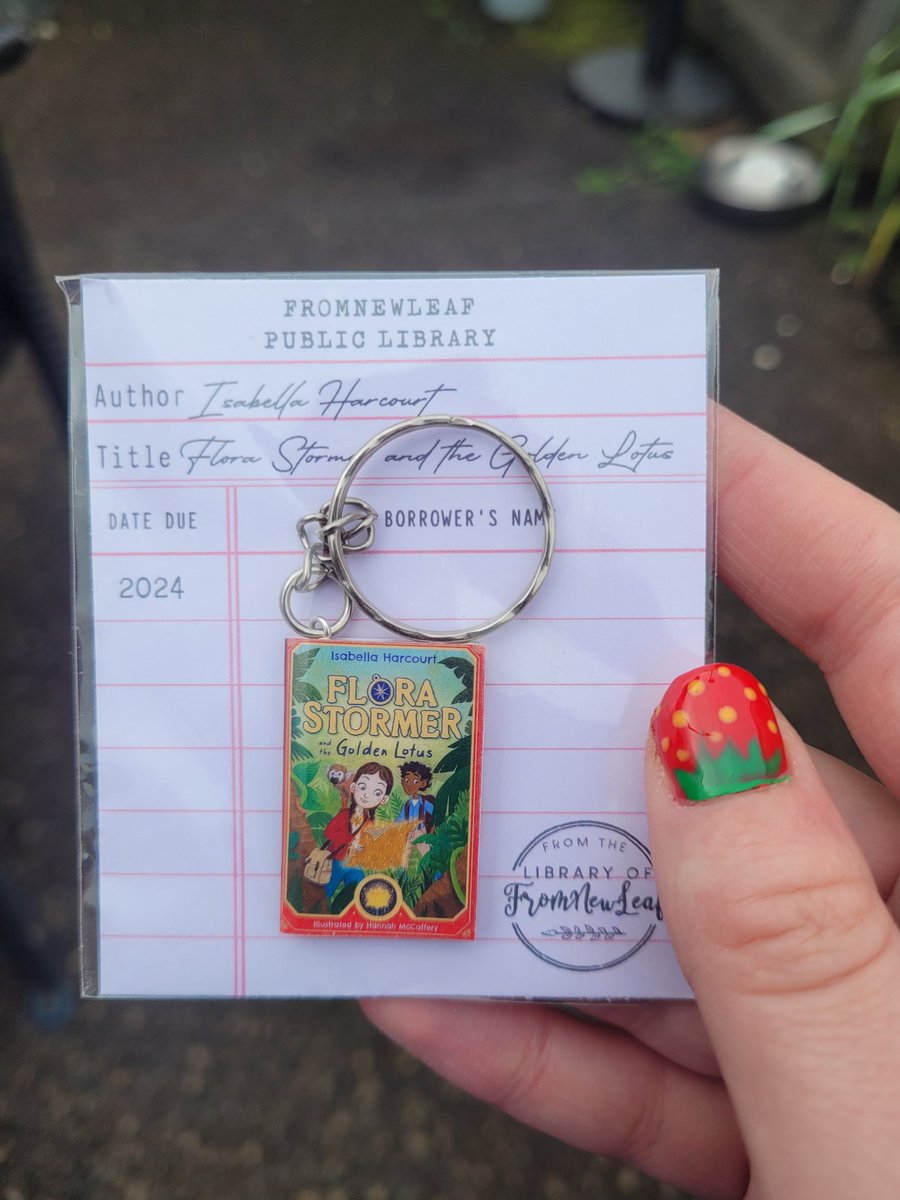 FROMNEWLEAF
PUBLIC LIBRARY
Author Isabella Harcourt
Title Flora Stormer and the Golden Lotus
DATE DUE
BORROWER'S NAM
2024
Isabella Harcourt
FLORA
STORMER
and the Golden Lotus
Illustrated by Hannah McCaffery
FROM THE
LIBRARY OF
FromNewLeaf